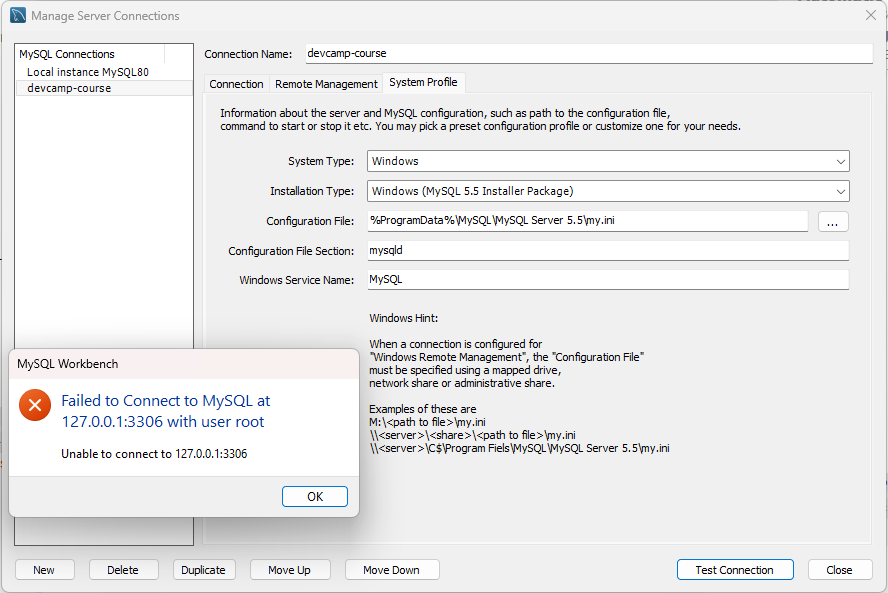 Manage Server Connections
MySQL Connections
Local instance MySQL80
devcamp-course
Connection Name: devcamp-course
Connection Remote Management System Profile
Information about the server and MySQL configuration, such as path to the configuration file,
command to start or stop it etc. You may pick a preset configuration profile or customize one for your needs.
System Type: Windows
Installation Type: Windows (MySQL 5.5 Installer Package)
Configuration File: %ProgramData%\MySQL\MySQL Server 5.5\my.ini ...
Configuration File Section: mysqld
Windows Service Name: MySQL
Windows Hint:
When a connection is configured for
"Windows Remote Management", the "Configuration File"
must be specified using a mapped drive,
network share or administrative share.
Examples of these are
M:\<path to file>\my.ini
\\<server>\<share>\<path to file>\my.ini
\\<server>\C$\Program Fiels\MySQL\MySQL Server 5.5\my.ini
MySQL Workbench
Failed to Connect to MySQL at
127.0.0.1:3306 with user root
Unable to connect to 127.0.0.1:3306
OK
New Delete Duplicate Move Up Move Down Test Connection Close